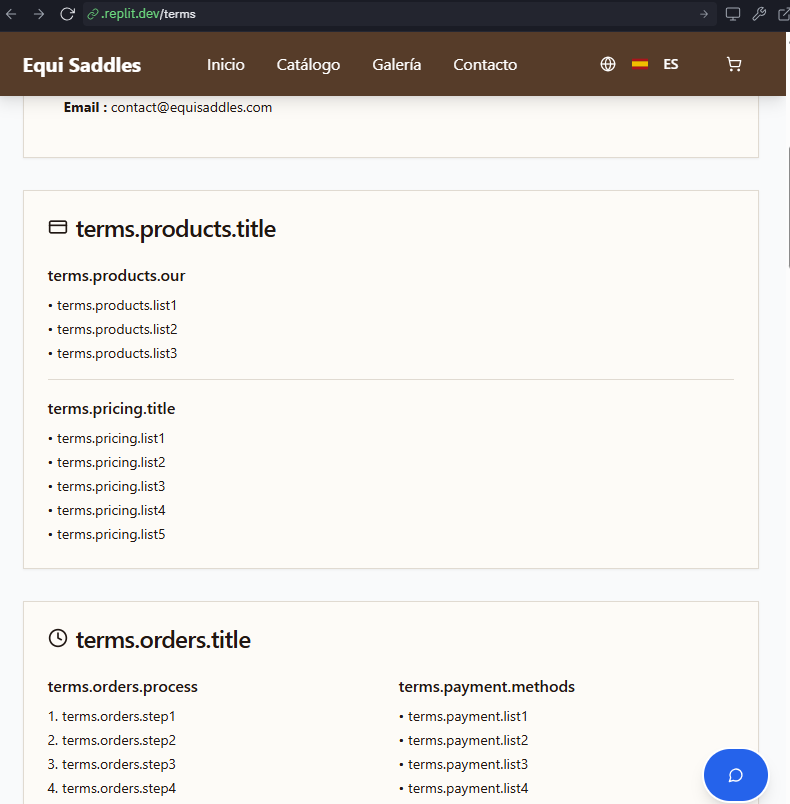 .replit.dev/terms
Equi Saddles
Inicio
Catálogo
Galería
Contacto
ES
Email : contact@equisaddles.com
terms.products.title
terms.products.our
• terms.products.list1
• terms.products.list2
• terms.products.list3
terms.pricing.title
• terms.pricing.list1
• terms.pricing.list2
• terms.pricing.list3
• terms.pricing.list4
• terms.pricing.list5
terms.orders.title
terms.orders.process
1. terms.orders.step1
2. terms.orders.step2
3. terms.orders.step3
4. terms.orders.step4
terms.payment.methods
• terms.payment.list1
• terms.payment.list2
• terms.payment.list3
• terms.payment.list4